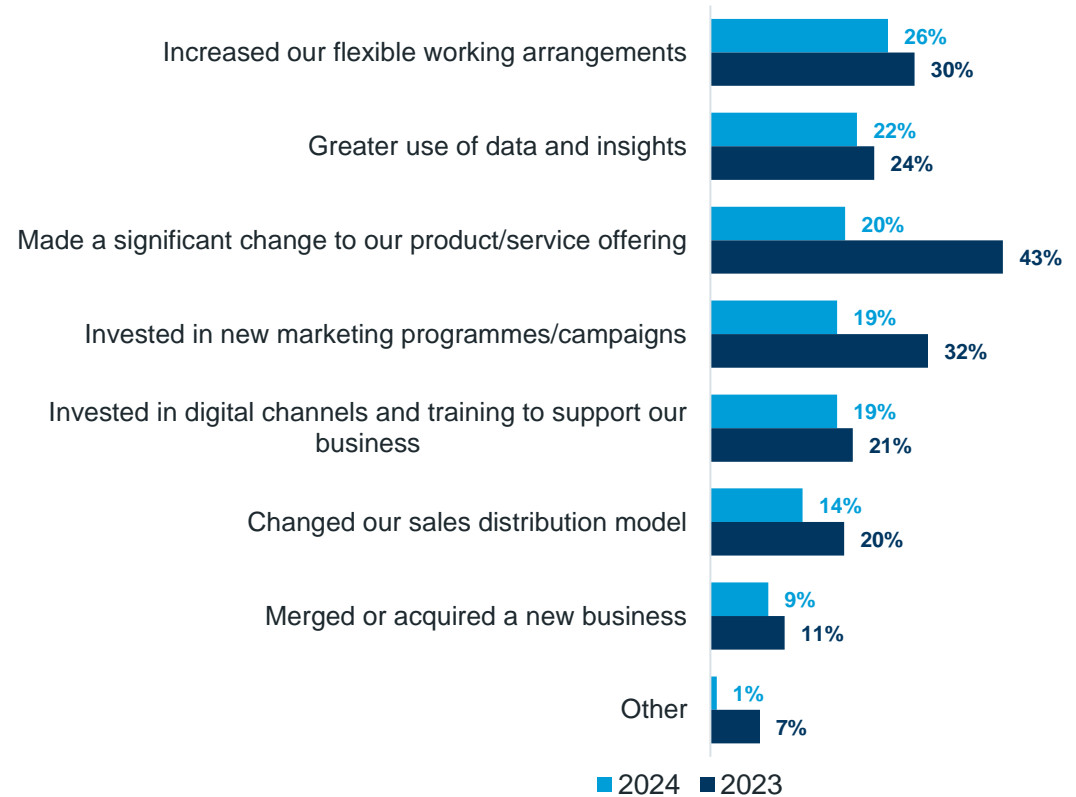 Increased our flexible working arrangements
26%
30%
Greater use of data and insights
22%
24%
Made a significant change to our product/service offering
20%
43%
Invested in new marketing programmes/campaigns
19%
32%
Invested in digital channels and training to support our
business
19%
21%
Changed our sales distribution model
14%
20%
Merged or acquired a new business
9%
11%
Other
1%
7%
2024 2023